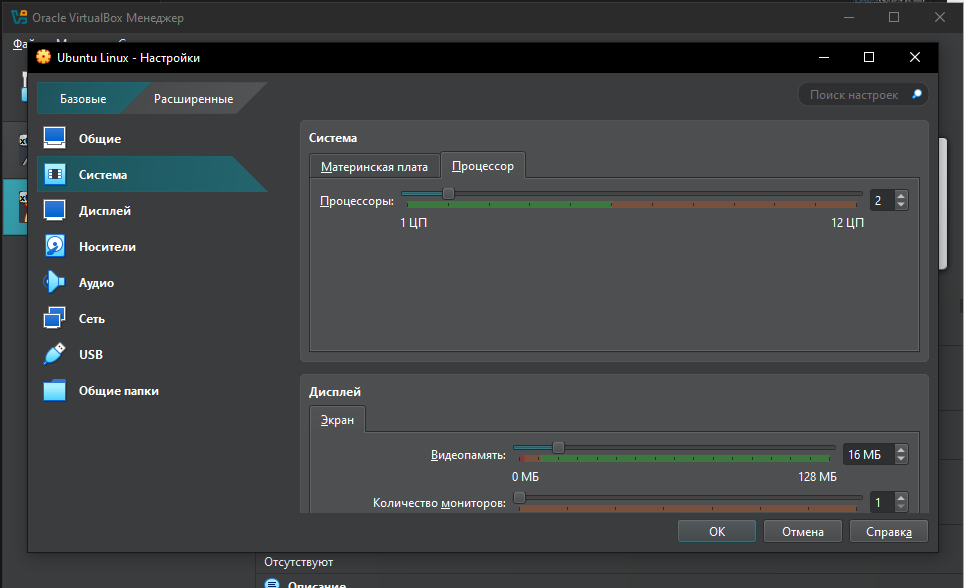 Oracle VirtualBox Менеджер
Ubuntu Linux - Настройки
Базовые
Расширенные
Поиск настроек
Общие
Система
Дисплей
Носители
Аудио
Сеть
USB
Общие папки
Система
Материнская плата
Процессор
Процессоры:
2
1 ЦП
12 ЦП
Дисплей
Экран
Видеопамять:
16 МБ
0 МБ
128 МБ
Количество мониторов:
1
OK
Отмена
Справка
Отсутствуют
Описание